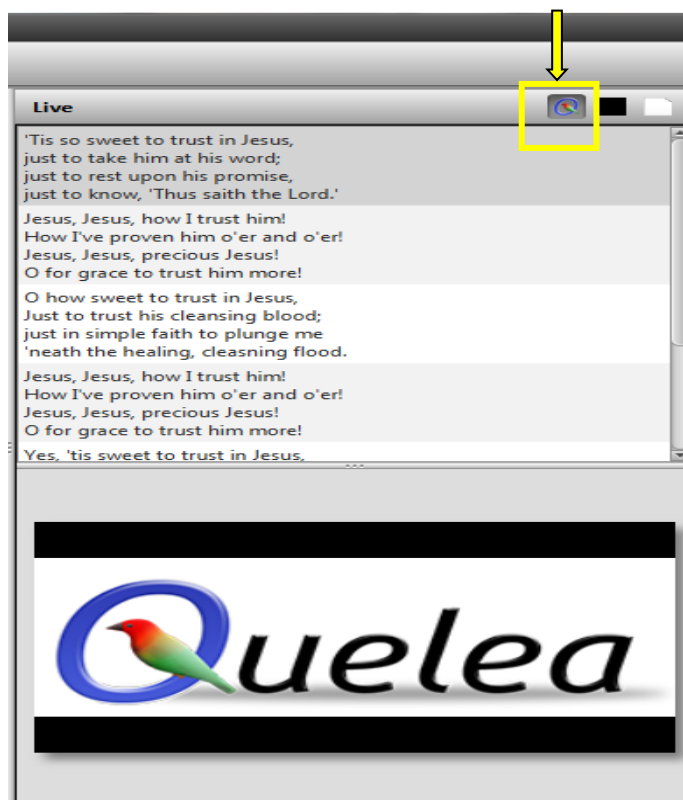 Live
'Tis so sweet to trust in Jesus,
just to take him at his word;
just to rest upon his promise,
just to know, 'Thus saith the Lord.'
Jesus, Jesus, how I trust him!
How I've proven him o'er and o'er!
Jesus, Jesus, precious Jesus!
O for grace to trust him more!
O how sweet to trust in Jesus,
Just to trust his cleansing blood;
just in simple faith to plunge me
'neath the healing, cleasning flood.
Jesus, Jesus, how I trust him!
How I've proven him o'er and o'er!
Jesus, Jesus, precious Jesus!
O for grace to trust him more!
Yes, 'tis sweet to trust in Jesus,
Quelea